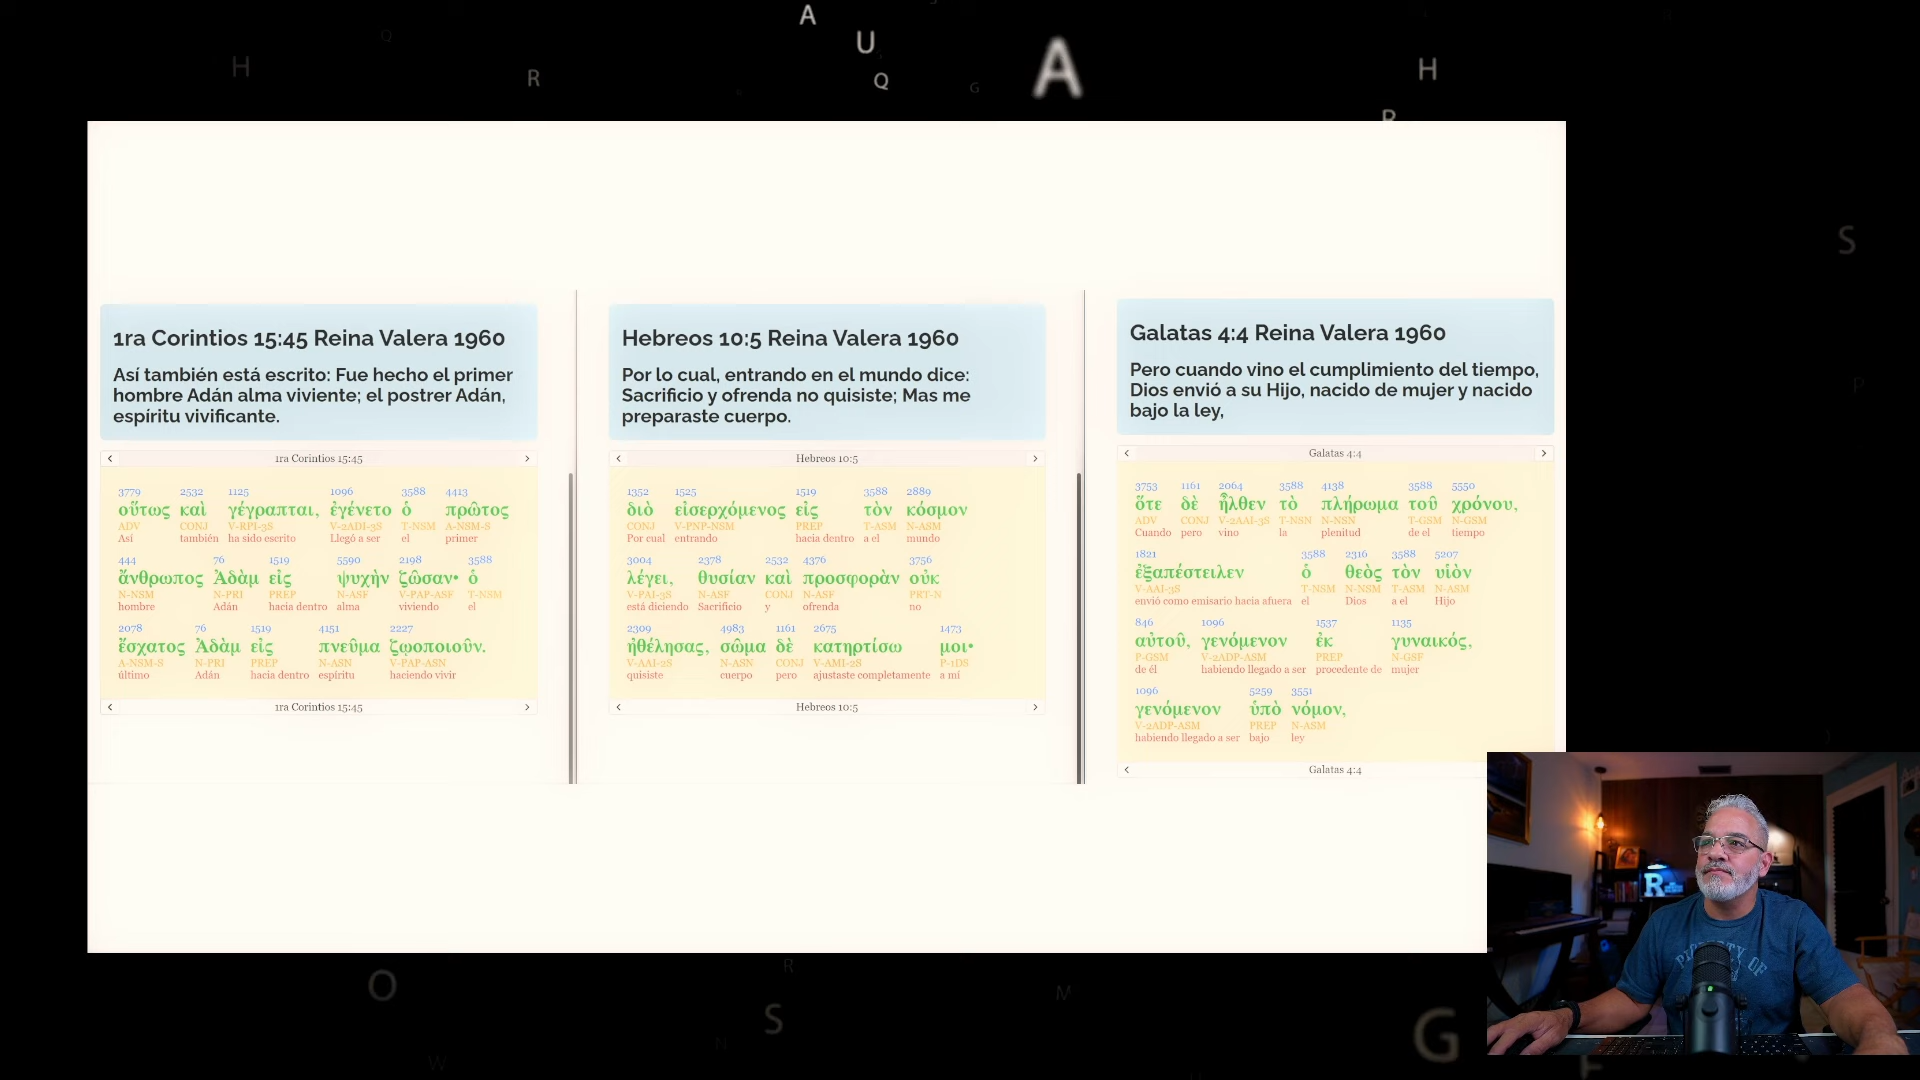 1ra Corintios 15:45 Reina Valera 1960
Así también está escrito: Fue hecho el primer
hombre Adán alma viviente; el postrer Adán,
espíritu vivificante.
1ra Corintios 15:45
3779 2532 1125 1096 3588 4413
οὕτως καὶ γέγραπται, ἐγένετο ὁ πρῶτος
ADV CONJ V-RPI-3S V-2ADI-3S T-NSM A-NSM-S
Así también ha sido escrito Llegó a ser el primer
444 76 1519 5590 2198 3588
ἄνθρωπος Ἀδὰμ εἰς ψυχὴν ζῶσαν• ὁ
N-NSM N-PRI PREP N-ASF V-PAP-ASF T-NSM
hombre Adán hacia dentro alma viviendo el
2078 76 1519 4151 2227
ἔσχατος Ἀδὰμ εἰς πνεῦμα ζῳοποιοῦν.
A-NSM-S N-PRI PREP N-ASN V-PAP-ASN
último Adán hacia dentro espíritu haciendo vivir
1ra Corintios 15:45
Hebreos 10:5 Reina Valera 1960
Por lo cual, entrando en el mundo dice:
Sacrificio y ofrenda no quisiste; Mas me
preparaste cuerpo.
Hebreos 10:5
1352 1525 1519 3588 2889
διὸ εἰσερχόμενος εἰς τὸν κόσμον
CONJ V-PNP-NSM PREP T-ASM N-ASM
Por cual entrando hacia dentro a el mundo
3004 2378 2532 4376 3756
λέγει, θυσίαν καὶ προσφορὰν οὐκ
V-PAI-3S N-ASF CONJ N-ASF PRT-N
está diciendo Sacrificio y ofrenda no
2309 4983 1161 2675 1473
ἠθέλησας, σῶμα δὲ κατηρτίσω μοι•
V-AAI-2S N-ASN CONJ V-AMI-2S P-1DS
quisiste cuerpo pero ajustaste completamente a mí
Hebreos 10:5
Galatas 4:4 Reina Valera 1960
Pero cuando vino el cumplimiento del tiempo,
Dios envió a su Hijo, nacido de mujer y nacido
bajo la ley,
Galatas 4:4
3753 1161 2064 3588 4138 3588 5550
ὅτε δὲ ἦλθεν τὸ πλήρωμα τοῦ χρόνου,
ADV CONJ V-2AAI-3S T-NSN N-NSN T-GSM N-GSM
Cuando pero vino la plenitud de el tiempo
1821 3588 2316 3588 5207
ἐξαπέστειλεν ὁ θεὸς τὸν υἱὸν
V-AAI-3S T-NSM N-NSM T-ASM N-ASM
envió como emisario hacia afuera el Dios a el Hijo
846 1096 1537 1135
αὐτοῦ, γενόμενον ἐκ γυναικός,
P-GSM V-2ADP-ASM PREP N-GSF
de él habiendo llegado a ser procedente de mujer
1096 5259 3551
γενόμενον ὑπὸ νόμον,
V-2ADP-ASM PREP N-ASM
habiendo llegado a ser bajo ley
Galatas 4:4
PROPERTY OF
R